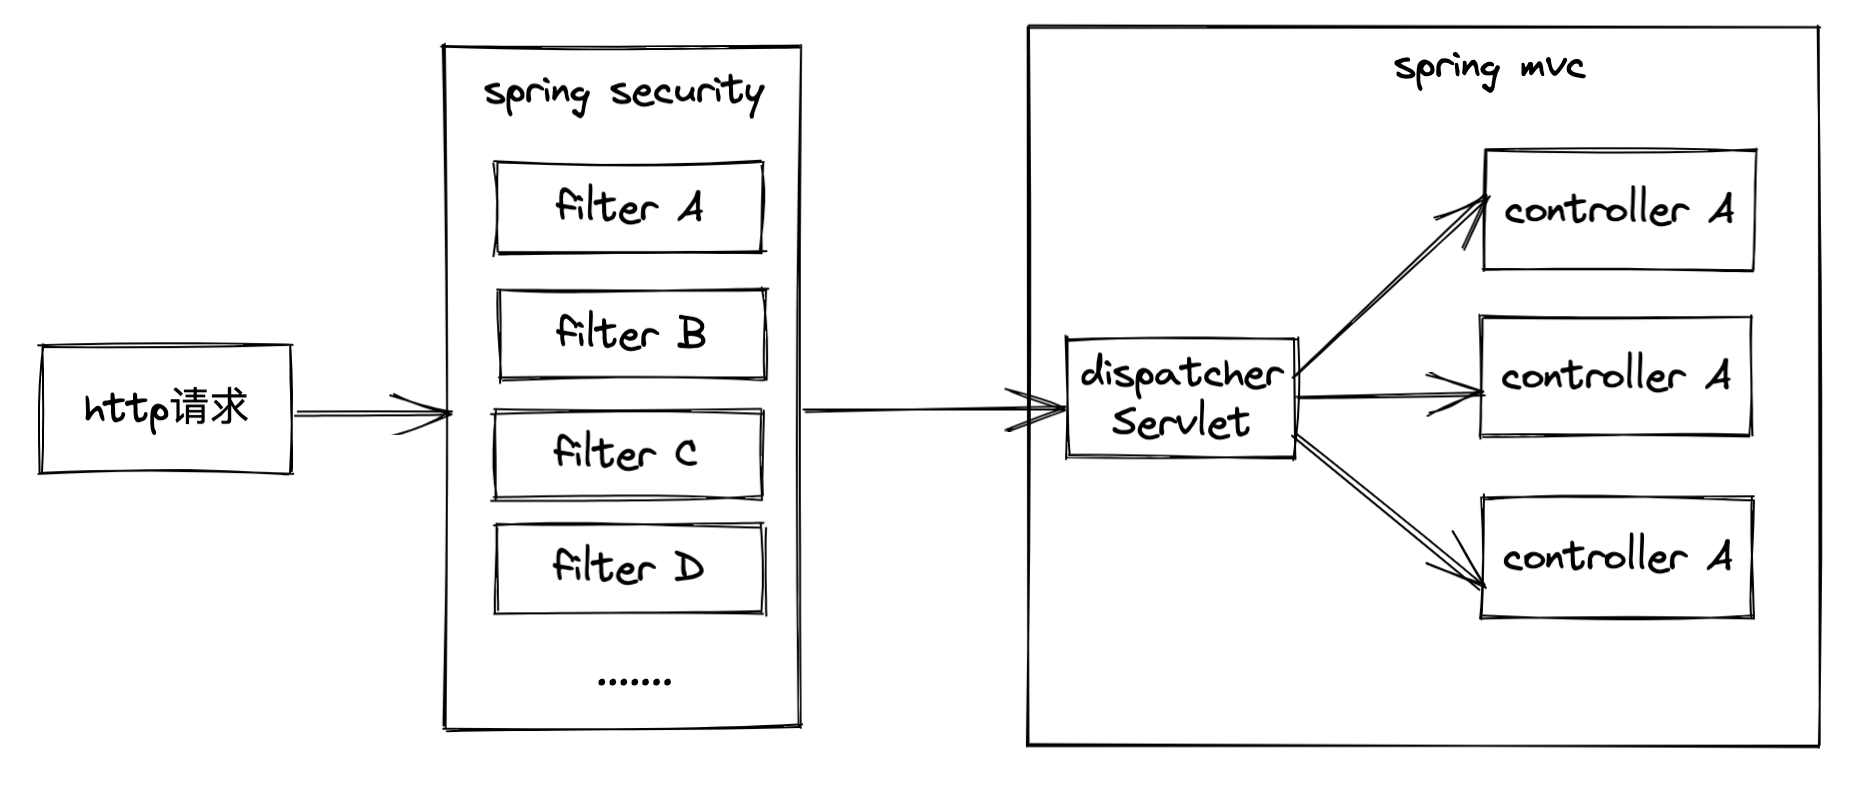 http请求
spring security
filter A
filter B
filter C
filter D
.......
spring mvc
dispatcher
Servlet
controller A
controller A
controller A